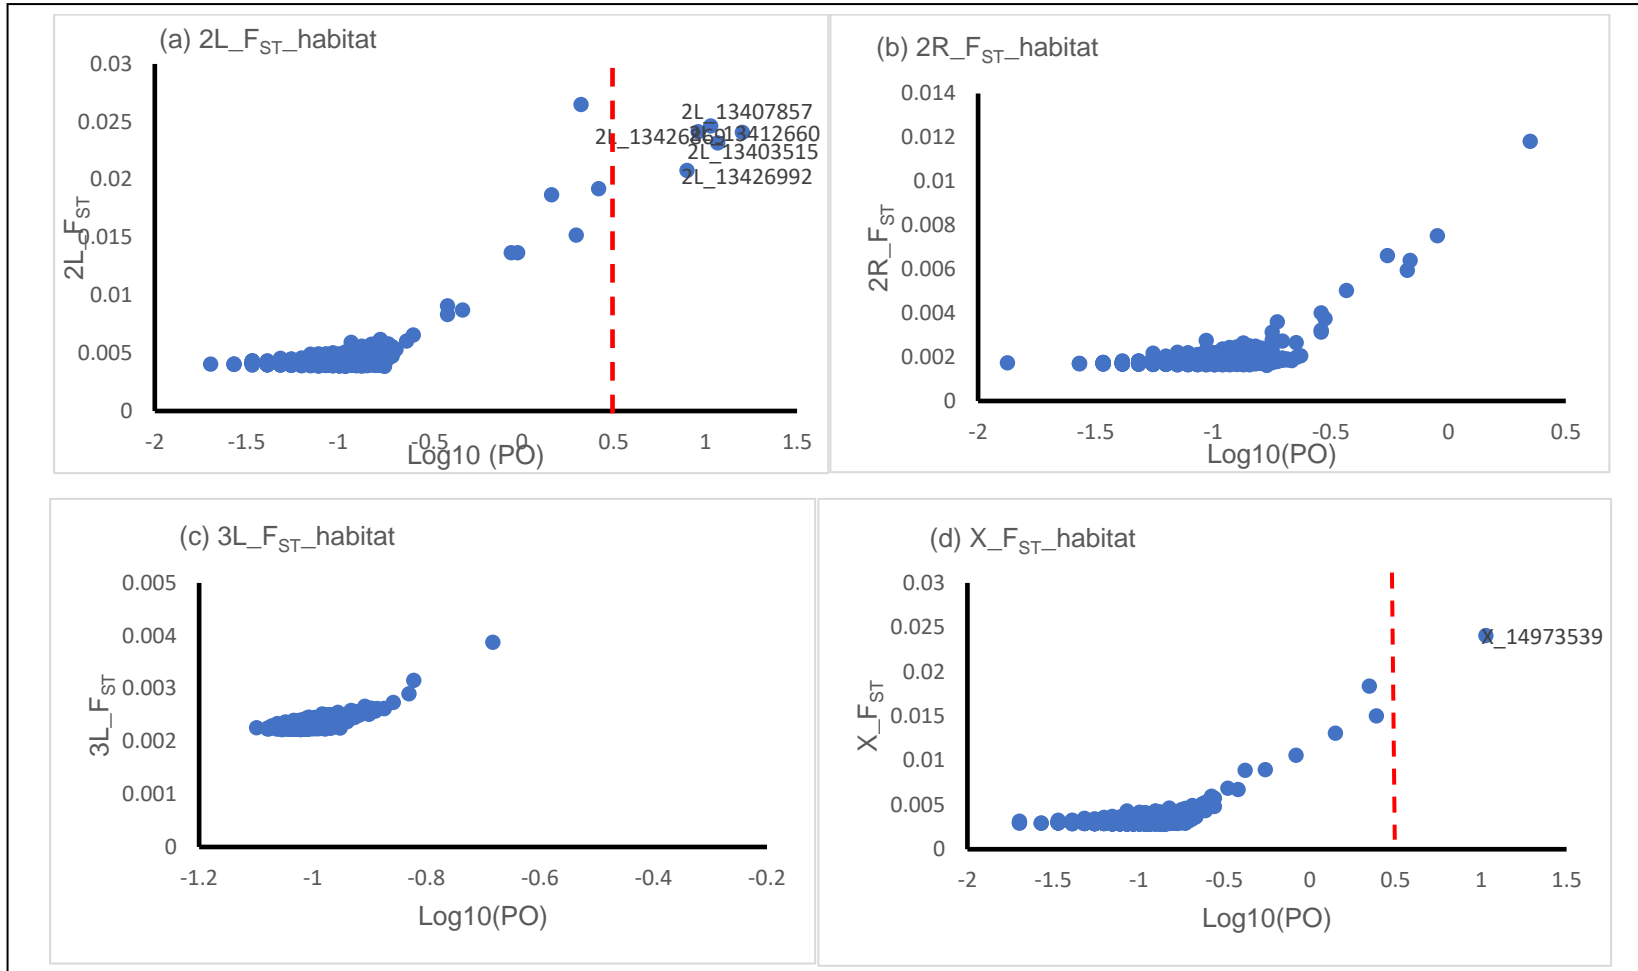 (a) 2L_FST_habitat
0.03
0.025
0.02
0.015
0.01
0.005
0
2L_FST
2L_13407857
2L_13426869
2L_13412660
2L_13403515
2L_13426992
-2 -1.5 -1 -0.5 0 0.5 1 1.5
Log10 (PO)
(b) 2R_FST_habitat
0.014
0.012
0.01
0.008
0.006
0.004
0.002
0
2R_FST
-2 -1.5 -1 -0.5 0 0.5
Log10(PO)
(c) 3L_FST_habitat
0.005
0.004
0.003
0.002
0.001
0
3L_FST
-1.2 -1 -0.8 -0.6 -0.4 -0.2
Log10(PO)
(d) X_FST_habitat
0.03
0.025
0.02
0.015
0.01
0.005
0
X_FST
X_14973539
-2 -1.5 -1 -0.5 0 0.5 1 1.5
Log10(PO)